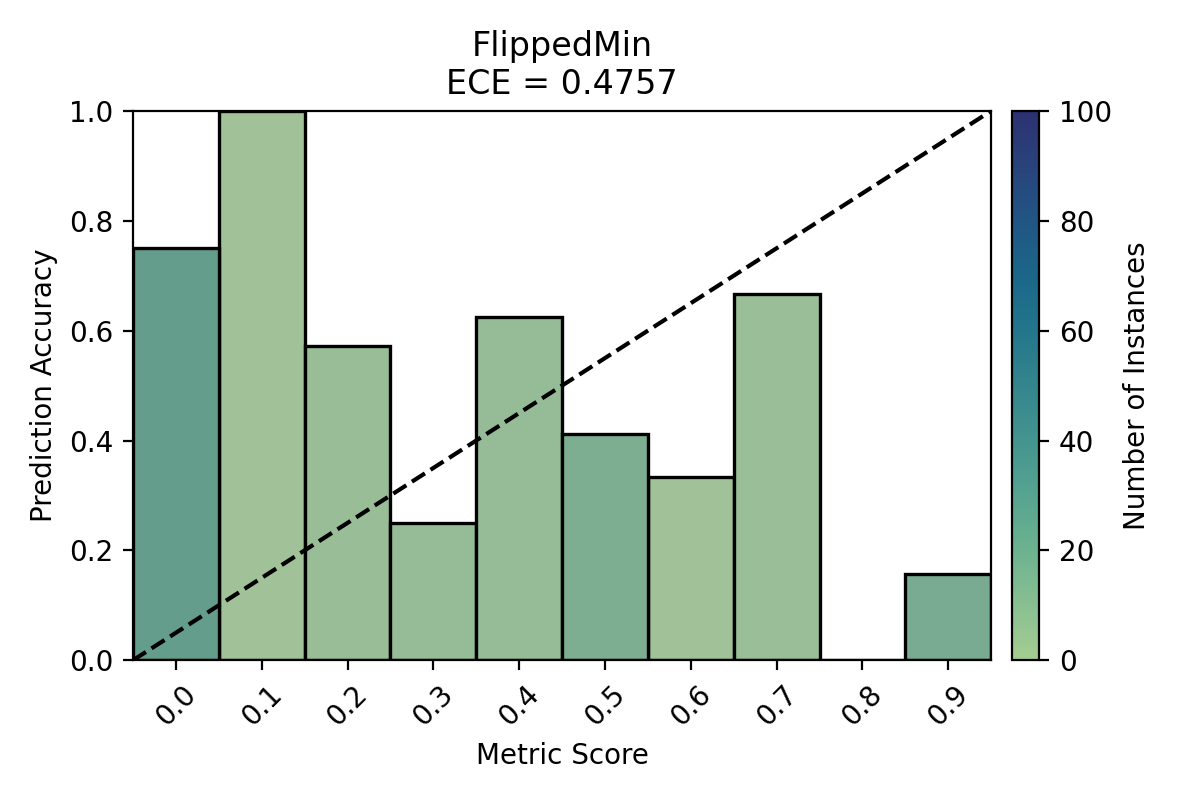 FlippedMin
ECE = 0.4757
Prediction Accuracy
1.0
0.8
0.6
0.4
0.2
0.0
0.0 0.1 0.2 0.3 0.4 0.5 0.6 0.7 0.8 0.9
Metric Score
100
80
60
40
20
0
Number of Instances